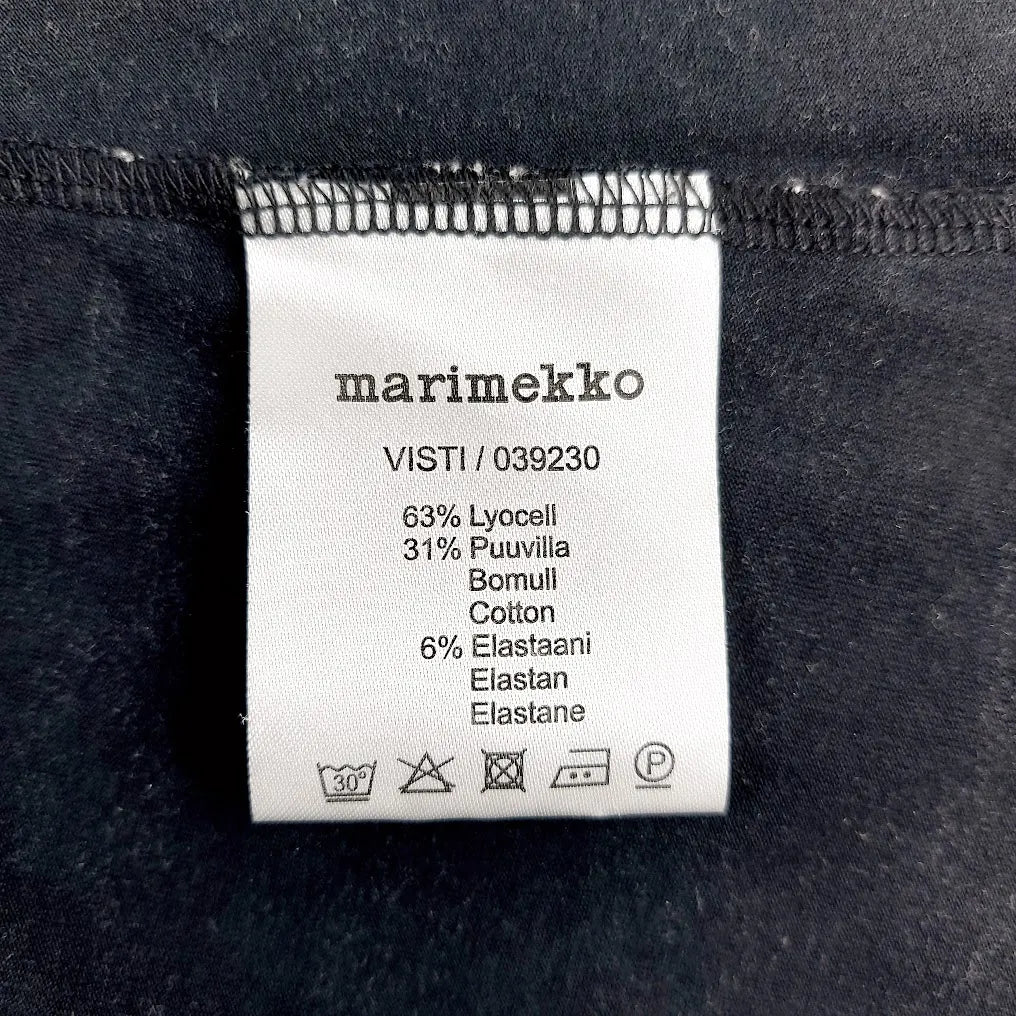 marimekko
VISTI / 039230
63% Lyocell
31% Puuvilla
Bomull
Cotton
6% Elastaani
Elastan
Elastane
30° P